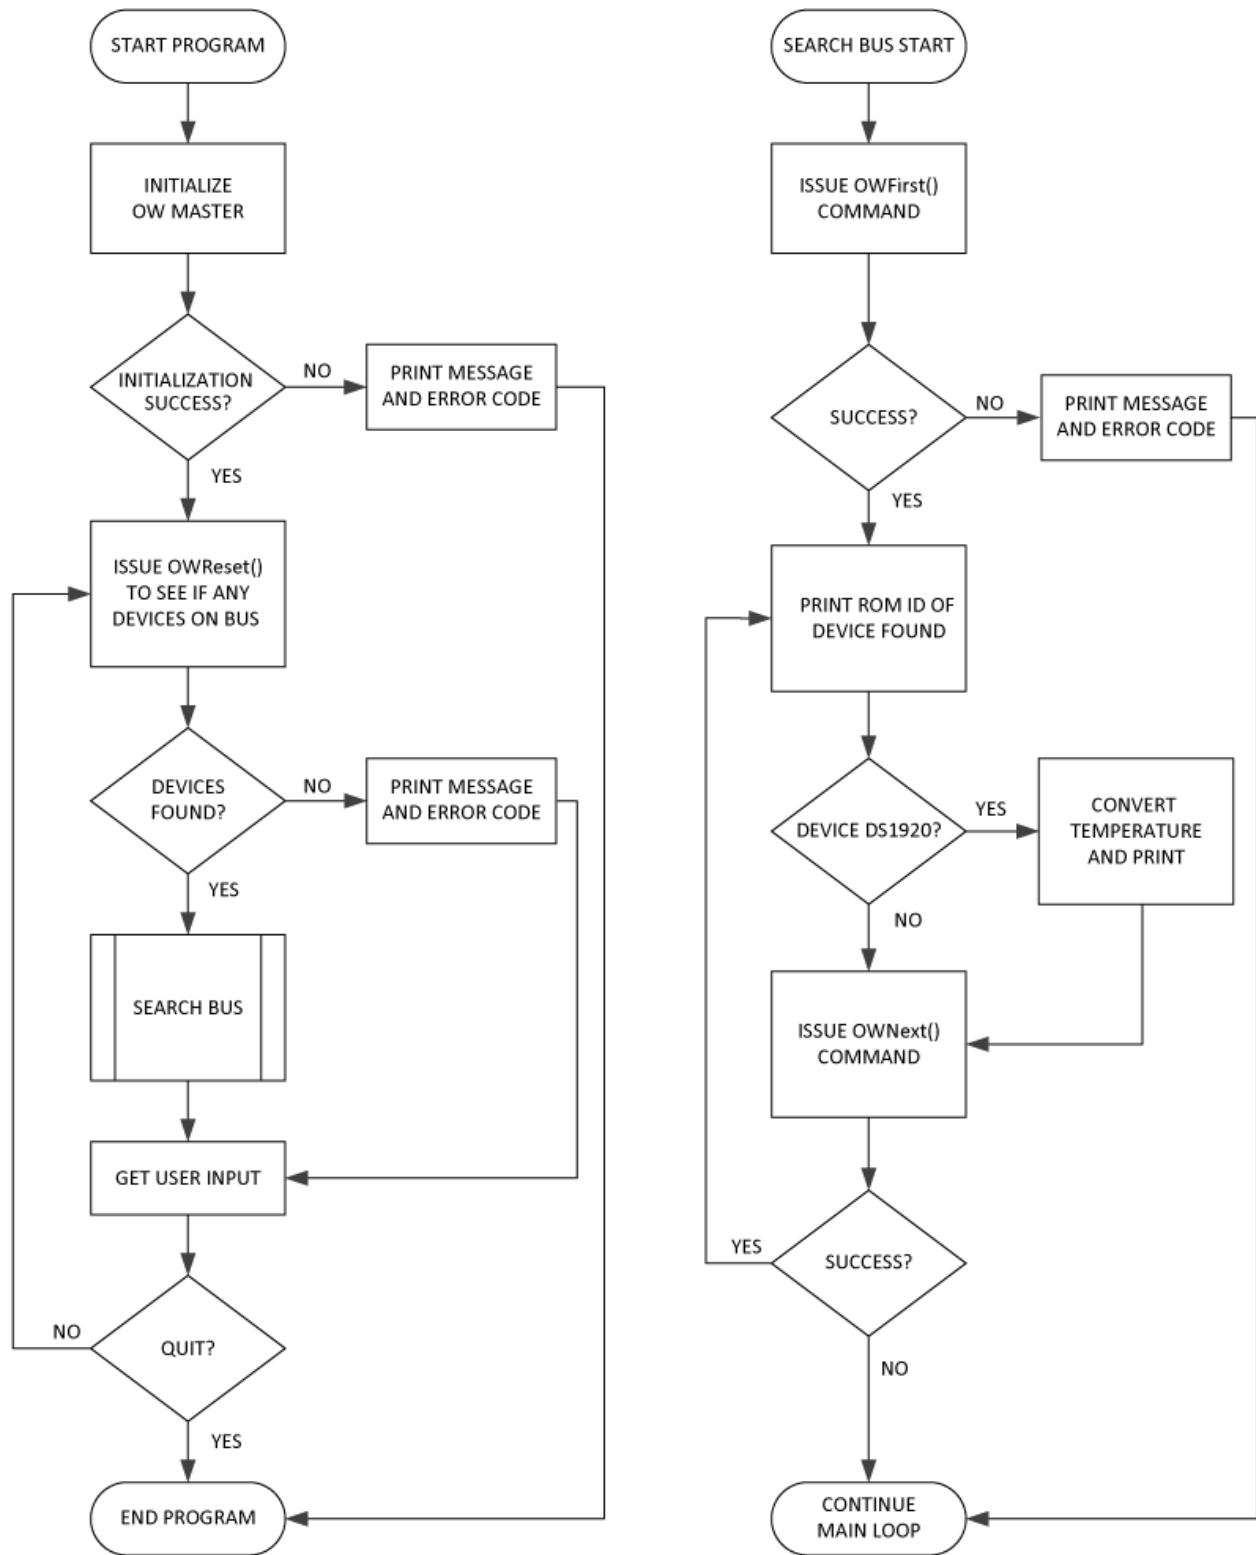 START PROGRAM
INITIALIZE
OW MASTER
INITIALIZATION
SUCCESS?
NO
PRINT MESSAGE
AND ERROR CODE
YES
ISSUE OWReset()
TO SEE IF ANY
DEVICES ON BUS
DEVICES
FOUND?
NO
PRINT MESSAGE
AND ERROR CODE
YES
SEARCH BUS
GET USER INPUT
QUIT?
NO
YES
END PROGRAM
SEARCH BUS START
ISSUE OWFirst()
COMMAND
SUCCESS?
NO
PRINT MESSAGE
AND ERROR CODE
YES
PRINT ROM ID OF
DEVICE FOUND
DEVICE DS1920?
YES
CONVERT
TEMPERATURE
AND PRINT
NO
ISSUE OWNext()
COMMAND
SUCCESS?
YES
NO
CONTINUE
MAIN LOOP